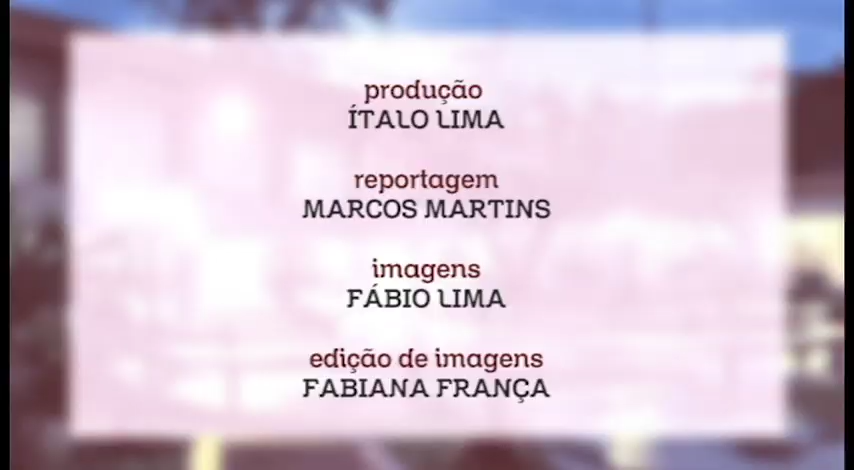 produção
ÍTALO LIMA
reportagem
MARCOS MARTINS
imagens
FÁBIO LIMA
edição de imagens
FABIANA FRANÇA